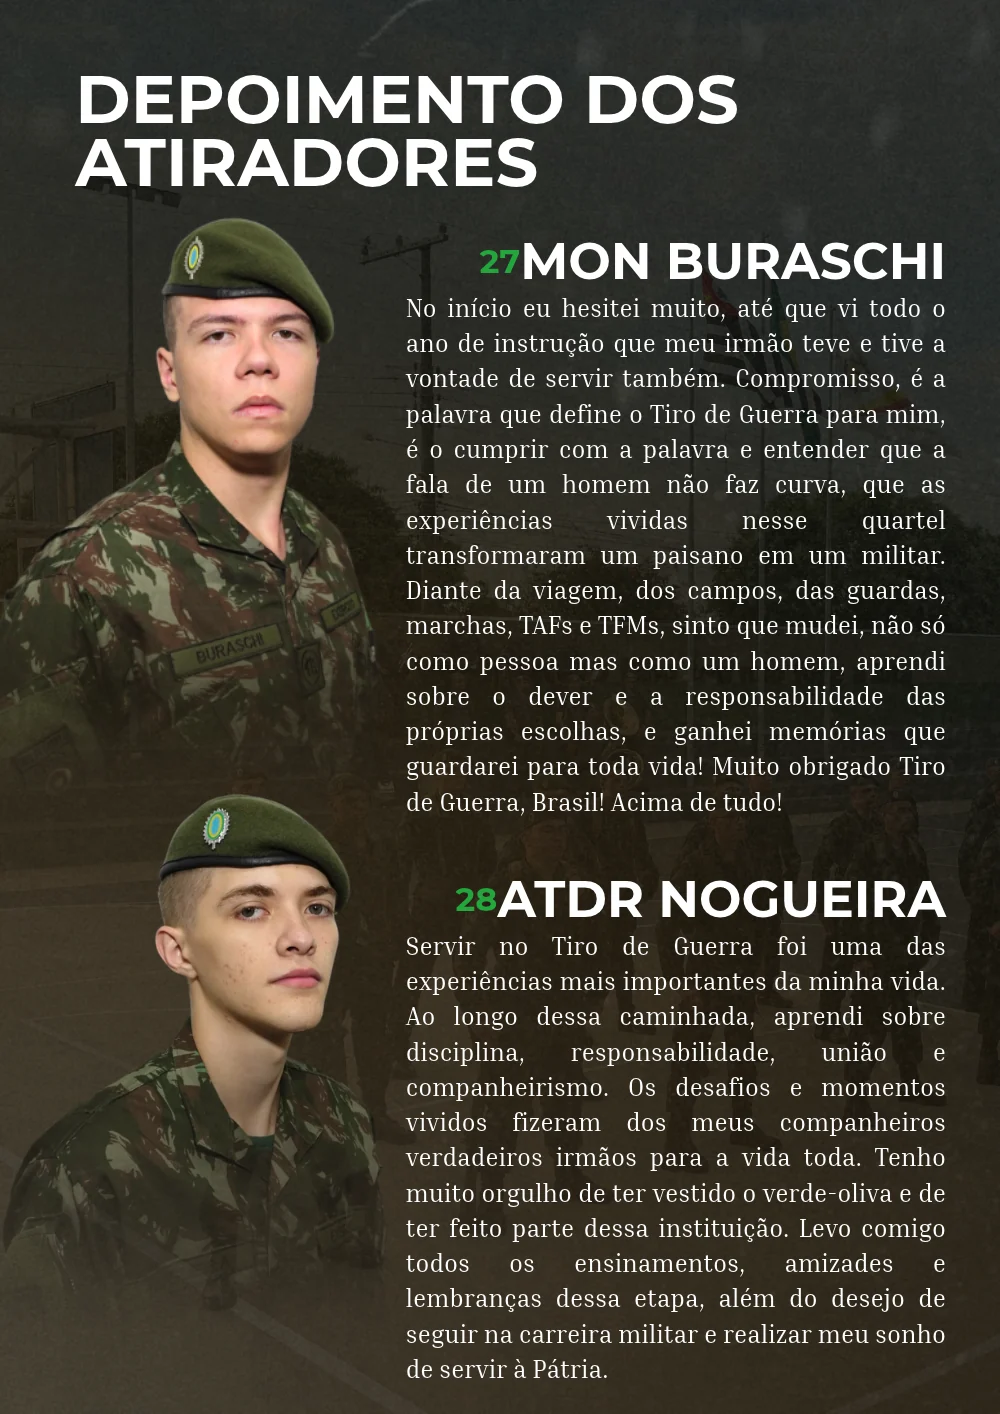 DEPOIMENTO DOS
ATIRADORES
27MON BURASCHI
No início eu hesitei muito, até que vi todo o
ano de instrução que meu irmão teve e tive a
vontade de servir também. Compromisso, é a
palavra que define o Tiro de Guerra para mim,
é o cumprir com a palavra e entender que a
fala de um homem não faz curva, que as
experiências vividas nesse quartel
transformaram um paisano em um militar.
Diante da viagem, dos campos, das guardas,
marchas, TAFs e TFMs, sinto que mudei, não só
como pessoa mas como um homem, aprendi
sobre o dever e a responsabilidade das
próprias escolhas, e ganhei memórias que
guardarei para toda vida! Muito obrigado Tiro
de Guerra, Brasil! Acima de tudo!
BURASCHI
28ATDR NOGUEIRA
Servir no Tiro de Guerra foi uma das
experiências mais importantes da minha vida.
Ao longo dessa caminhada, aprendi sobre
disciplina, responsabilidade, união e
companheirismo. Os desafios e momentos
vividos fizeram dos meus companheiros
verdadeiros irmãos para a vida toda. Tenho
muito orgulho de ter vestido o verde-oliva e de
ter feito parte dessa instituição. Levo comigo
todos os ensinamentos, amizades e
lembranças dessa etapa, além do desejo de
seguir na carreira militar e realizar meu sonho
de servir à Pátria.